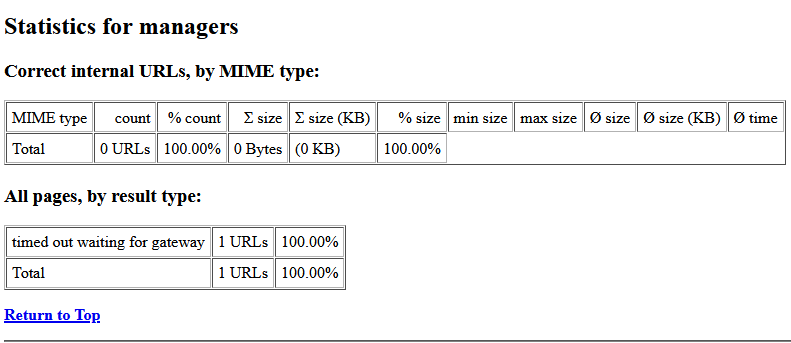 Statistics for managers
Correct internal URLs, by MIME type:
MIME type count % count Σ size Σ size (KB) % size min size max size Ø size Ø size (KB) Ø time
Total 0 URLs 100.00% 0 Bytes (0 KB) 100.00%
All pages, by result type:
timed out waiting for gateway 1 URLs 100.00%
Total 1 URLs 100.00%
Return to Top